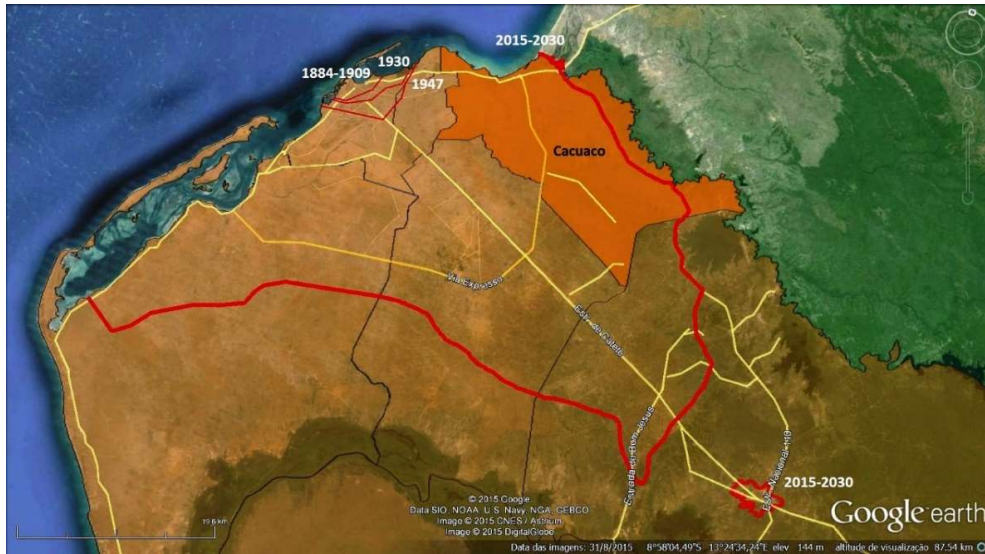 2015-2030
1930
1884-1909
1947
Cacuaco
Via Expresso
Estr. de Catete
Estrada do Bom Jesus
2015-2030
© 2015 Google
Data SIO, NOAA, U.S. Navy, NGA, GEBCO
Image © 2015 CNES / Astrium
Image © 2015 DigitalGlobe
Google earth
19.6 km
Data das imagens: 31/8/2015 8°58'04,49"S 13°24'34,24"E elev 144 m altitude de visualização 87.54 km